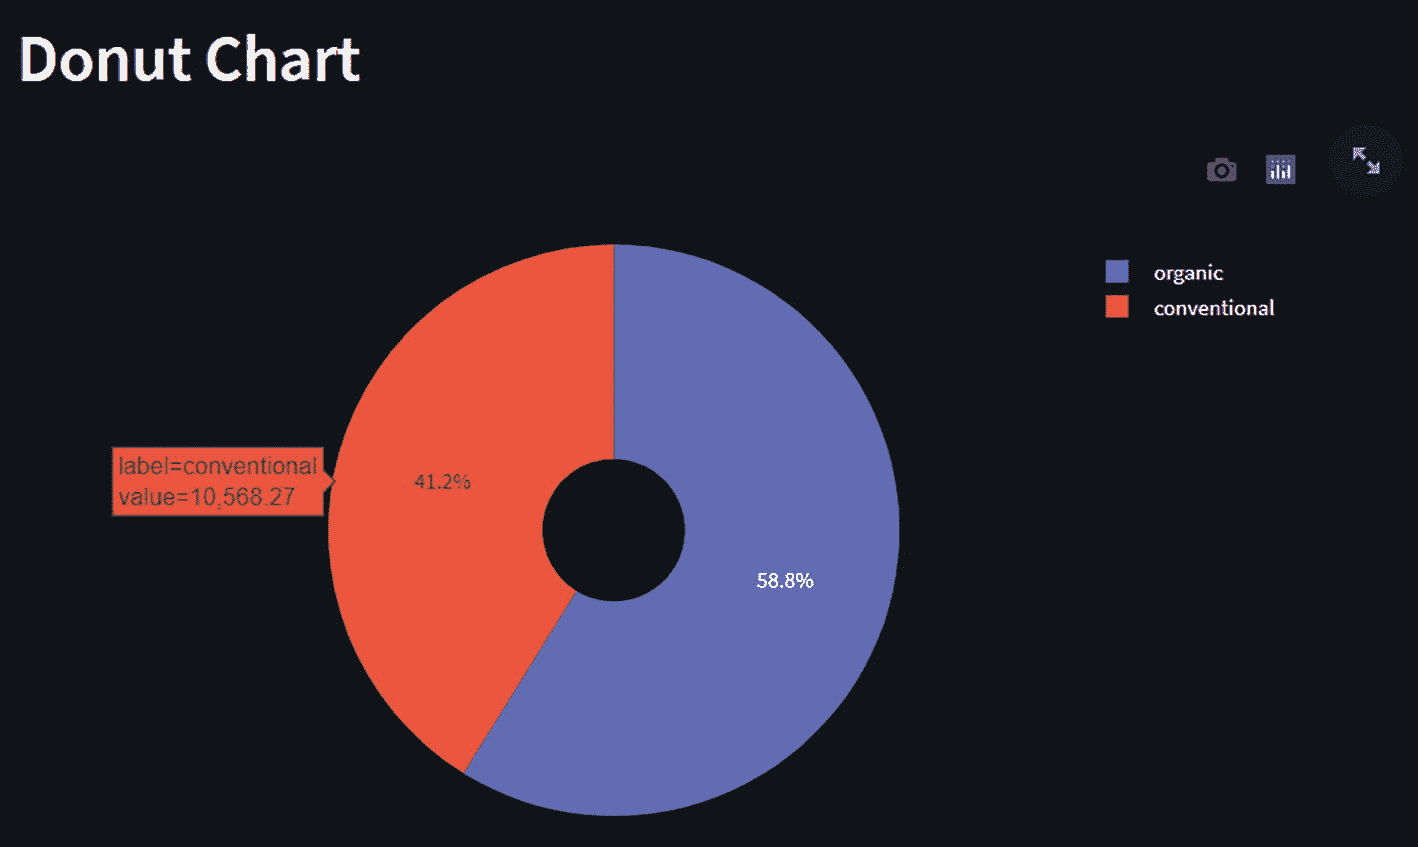 Donut Chart
organic
conventional
label=conventional
value=10,568.27
41.2%
58.8%